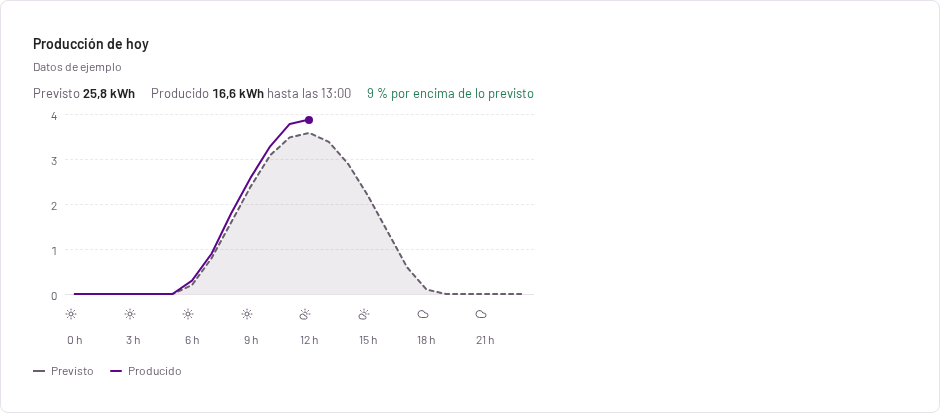 Producción de hoy
Datos de ejemplo
Previsto 25,8 kWh Producido 16,6 kWh hasta las 13:00 9 % por encima de lo previsto
4
3
2
1
0
0 h 3 h 6 h 9 h 12 h 15 h 18 h 21 h
Previsto Producido